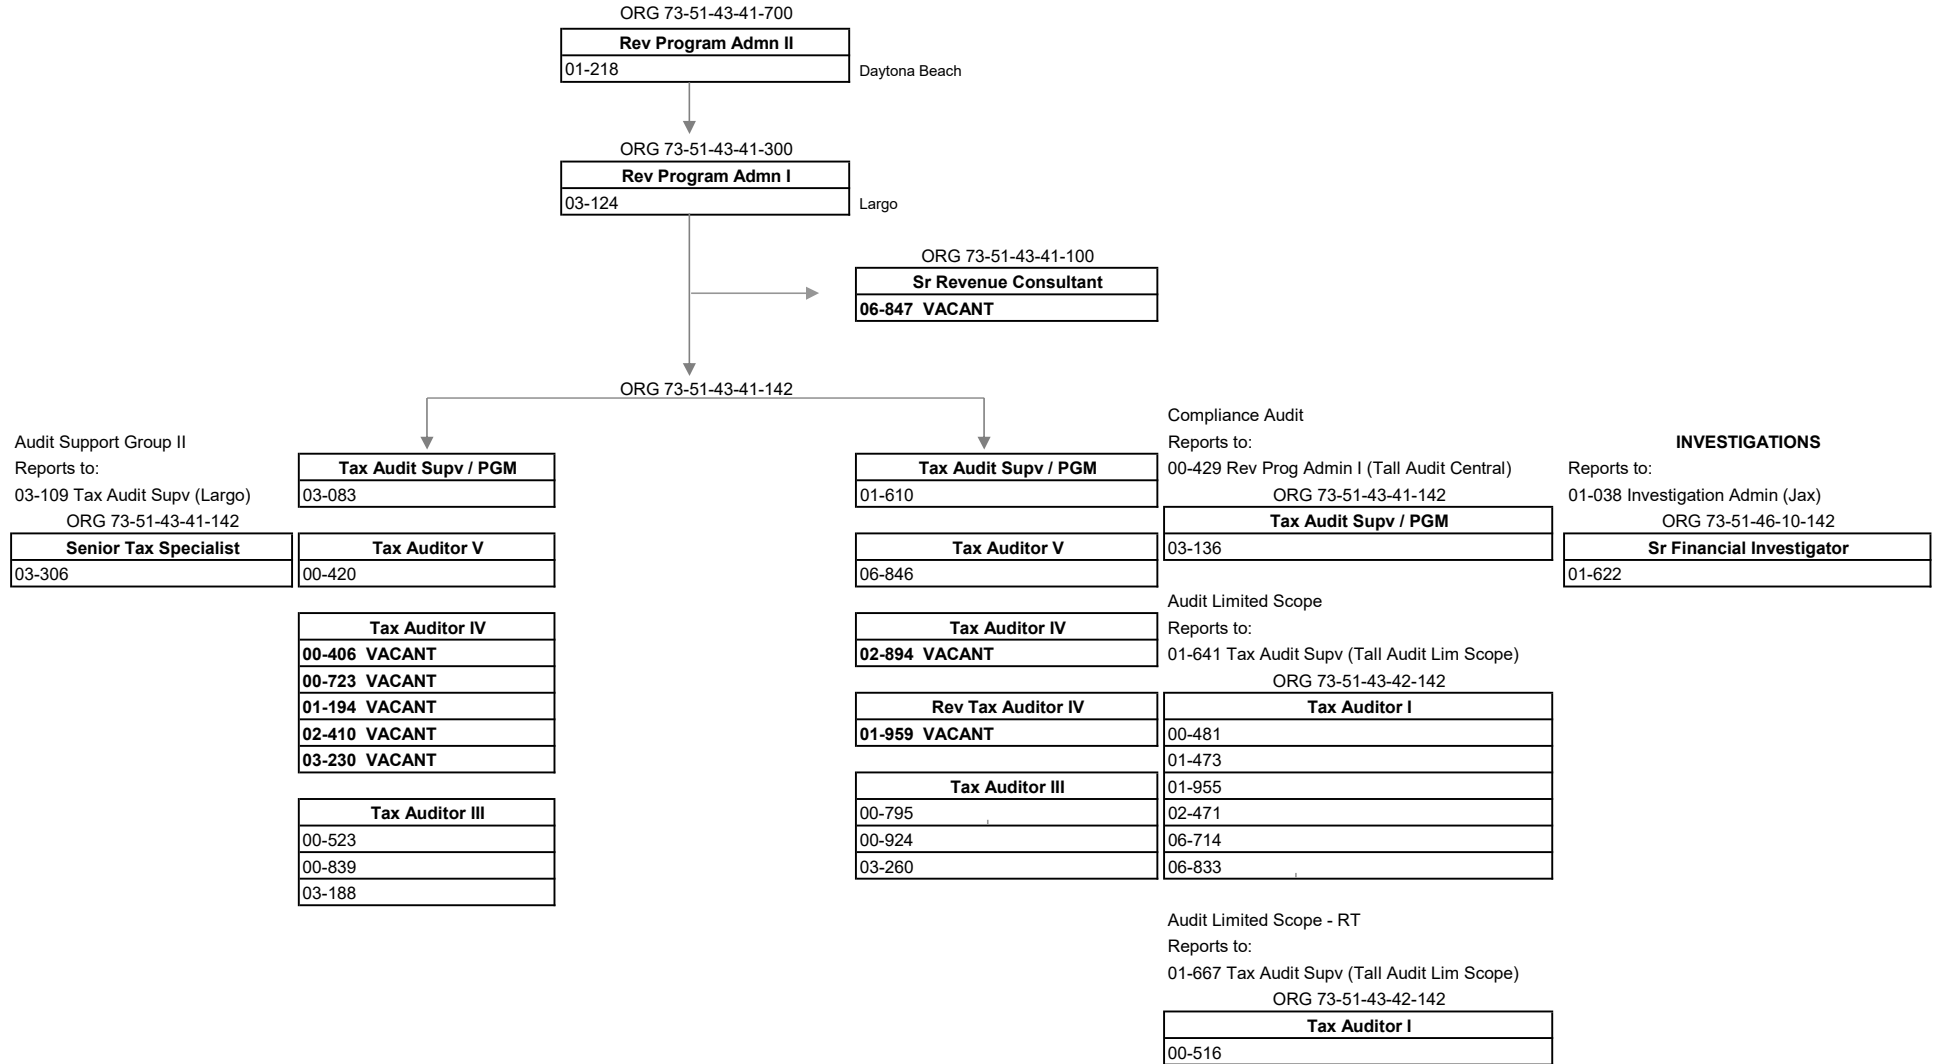 ORG 73-51-43-41-700
Rev Program Admn II
01-218
Daytona Beach
ORG 73-51-43-41-300
Rev Program Admn I
03-124
Largo
ORG 73-51-43-41-100
Sr Revenue Consultant
06-847 VACANT
ORG 73-51-43-41-142
Audit Support Group II
Reports to:
03-109 Tax Audit Supv (Largo)
ORG 73-51-43-41-142
Senior Tax Specialist
03-306
Tax Audit Supv / PGM
03-083
Tax Auditor V
00-420
Tax Auditor IV
00-406 VACANT
00-723 VACANT
01-194 VACANT
02-410 VACANT
03-230 VACANT
Tax Auditor III
00-523
00-839
03-188
Tax Audit Supv / PGM
01-610
Tax Auditor V
06-846
Tax Auditor IV
02-894 VACANT
Rev Tax Auditor IV
01-959 VACANT
Tax Auditor III
00-795
00-924
03-260
Compliance Audit
Reports to:
00-429 Rev Prog Admin I (Tall Audit Central)
ORG 73-51-43-41-142
Tax Audit Supv / PGM
03-136
Audit Limited Scope
Reports to:
01-641 Tax Audit Supv (Tall Audit Lim Scope)
ORG 73-51-43-42-142
Tax Auditor I
00-481
01-473
01-955
02-471
06-714
06-833
Audit Limited Scope - RT
Reports to:
01-667 Tax Audit Supv (Tall Audit Lim Scope)
ORG 73-51-43-42-142
Tax Auditor I
00-516
INVESTIGATIONS
Reports to:
01-038 Investigation Admin (Jax)
ORG 73-51-46-10-142
Sr Financial Investigator
01-622